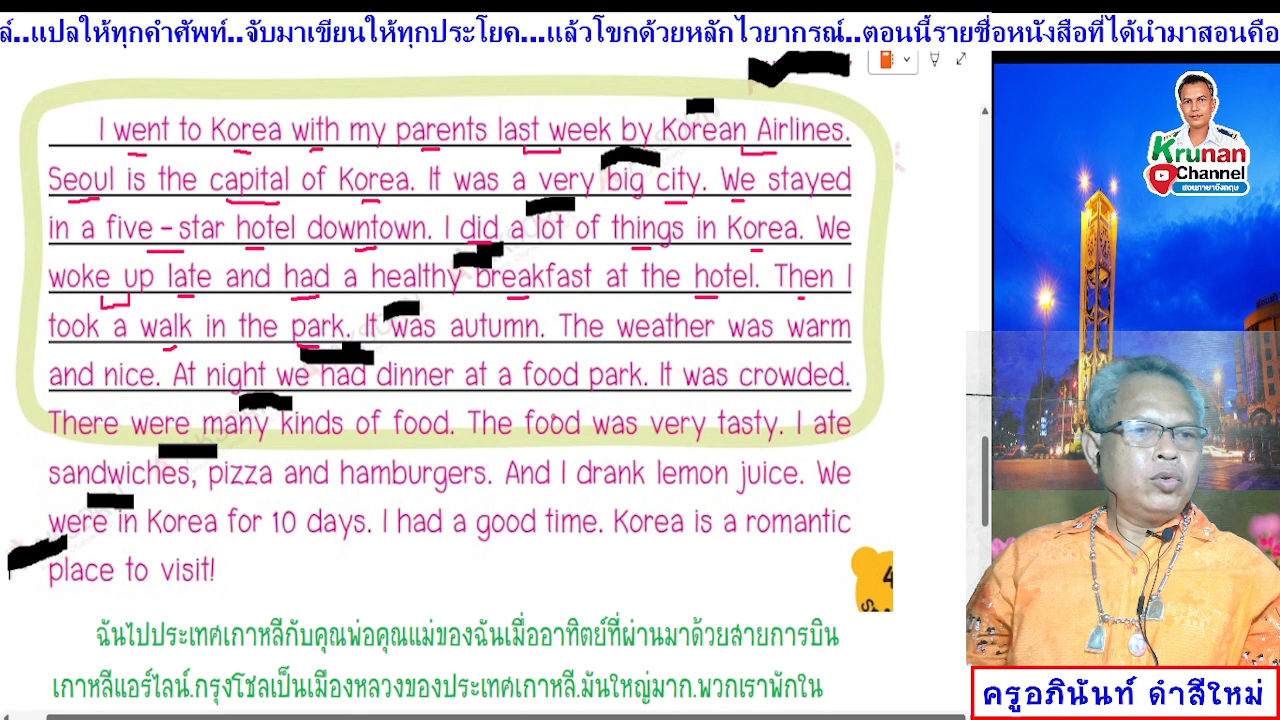 ล์..แปลให้ทุกคำศัพท์..จับมาเขียนให้ทุกประโยค...แล้วโขกด้วยหลักไวยากรณ์..ตอนนี้รายชื่อหนังสือที่ได้นำมาสอนคือ
I went to Korea with my parents last week by Korean Airlines.
Seoul is the capital of Korea. It was a very big city. We stayed
in a five-star hotel downtown. I did a lot of things in Korea. We
woke up late and had a healthy breakfast at the hotel. Then I
took a walk in the park. It was autumn. The weather was warm
and nice. At night we had dinner at a food park. It was crowded.
There were many kinds of food. The food was very tasty. I ate
sandwiches, pizza and hamburgers. And I drank lemon juice. We
were in Korea for 10 days. I had a good time. Korea is a romantic
place to visit!
ฉันไปประเทศเกาหลีกับคุณพ่อคุณแม่ของฉันเมื่ออาทิตย์ที่ผ่านมาด้วยสายการบิน
เกาหลีแอร์ไลน์.กรุงโซลเป็นเมืองหลวงของประเทศเกาหลี.มันใหญ่มาก.พวกเราพักใน
Krunan
Channel
สอนภาษาอังกฤษ
ครูอภินันท์ ดำสีใหม่